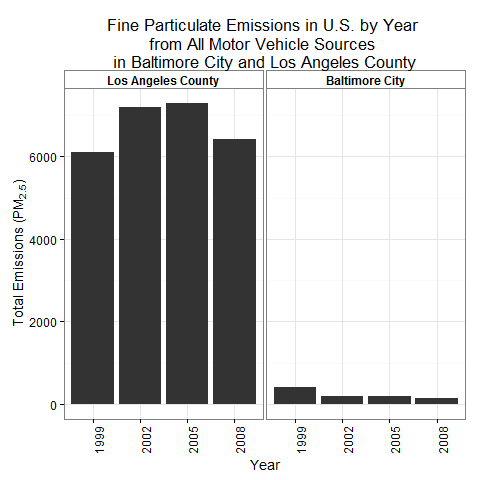 Fine Particulate Emissions in U.S. by Year
from All Motor Vehicle Sources
in Baltimore City and Los Angeles County
Los Angeles County
Baltimore City
Total Emissions (PM2.5)
6000
4000
2000
0
1999
2002
2005
2008
1999
2002
2005
2008
Year